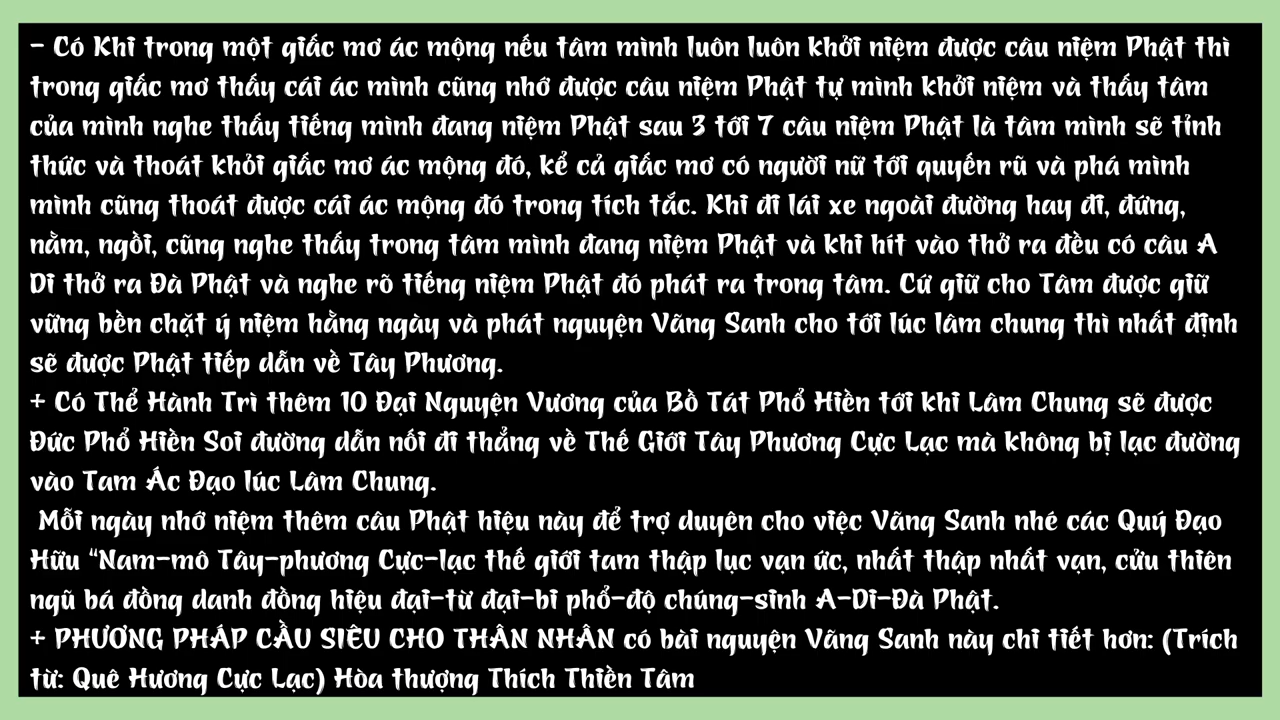 - Có Khi trong một giấc mơ ác mộng nếu tâm mình luôn luôn khởi niệm được câu niệm Phật thì
trong giấc mơ thấy cái ác mình cũng nhớ được câu niệm Phật tự mình khởi niệm và thấy tâm
của mình nghe thấy tiếng mình đang niệm Phật sau 3 tới 7 câu niệm Phật là tâm mình sẽ tỉnh
thức và thoát khỏi giấc mơ ác mộng đó, kể cả giấc mơ có người nữ tới quyến rũ và phá mình
mình cũng thoát được cái ác mộng đó trong tích tắc. Khi đi lái xe ngoài đường hay đi, đứng,
nằm, ngồi, cũng nghe thấy trong tâm mình đang niệm Phật và khi hít vào thở ra đều có câu A
Di thở ra Đà Phật và nghe rõ tiếng niệm Phật đó phát ra trong tâm. Cứ giữ cho Tâm được giữ
vững bền chặt ý niệm hằng ngày và phát nguyện Vãng Sanh cho tới lúc lâm chung thì nhất định
sẽ được Phật tiếp dẫn về Tây Phương.
+ Có Thể Hành Trì thêm 10 Đại Nguyện Vương của Bồ Tát Phổ Hiền tới khi Lâm Chung sẽ được
Đức Phổ Hiền Soi đường dẫn nối đi thẳng về Thế Giới Tây Phương Cực Lạc mà không bị lạc đường
vào Tam Ác Đạo lúc Lâm Chung.
Mỗi ngày nhớ niệm thêm câu Phật hiệu này để trợ duyên cho việc Vãng Sanh nhé các Quý Đạo
Hữu "Nam-mô Tây-phương Cực-lạc thế giới tam thập lục vạn ức, nhất thập nhất vạn, cửu thiên
ngũ bá đồng danh đồng hiệu đại-từ đại-bi phổ-độ chúng-sinh A-Di-Đà Phật.
+ PHƯƠNG PHÁP CẦU SIÊU CHO THÂN NHÂN có bài nguyện Vãng Sanh này chi tiết hơn: (Trích
từ: Quê Hương Cực Lạc) Hòa thượng Thích Thiền Tâm